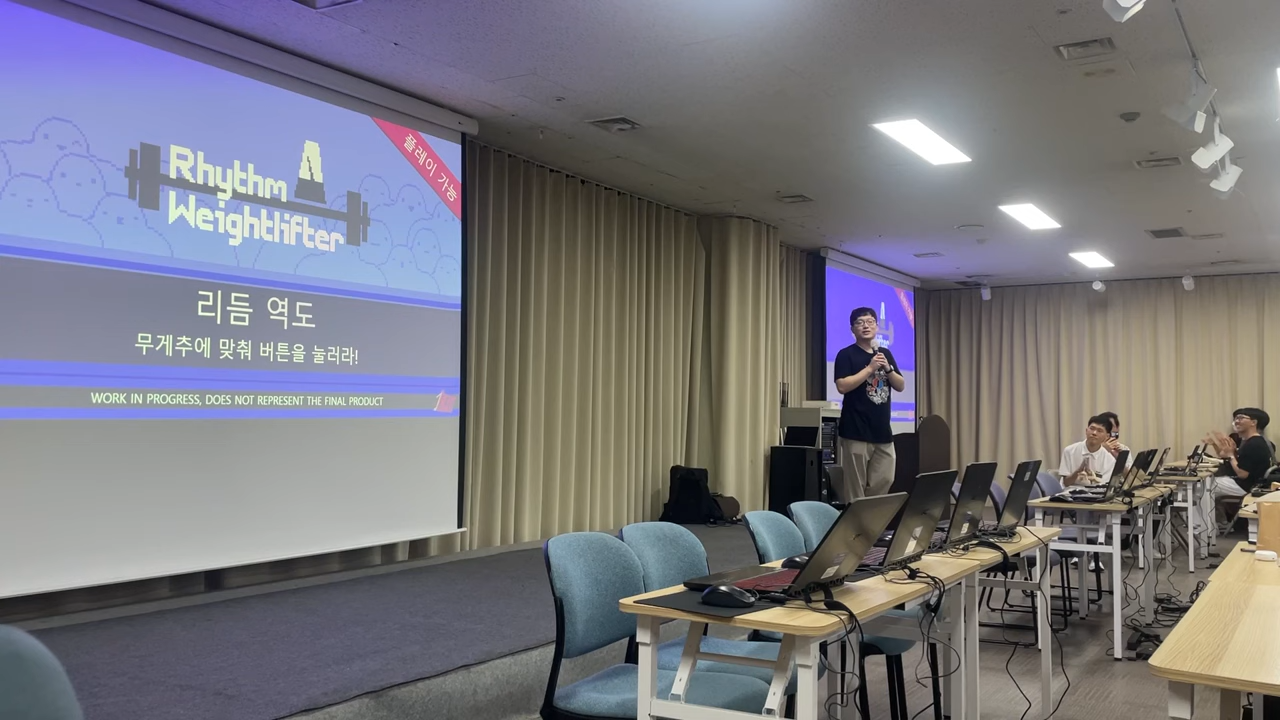 플레이 가능
Rhythm
Weightlifter
리듬 역도
무게추에 맞춰 버튼을 눌러라!
WORK IN PROGRESS, DOES NOT REPRESENT THE FINAL PRODUCT